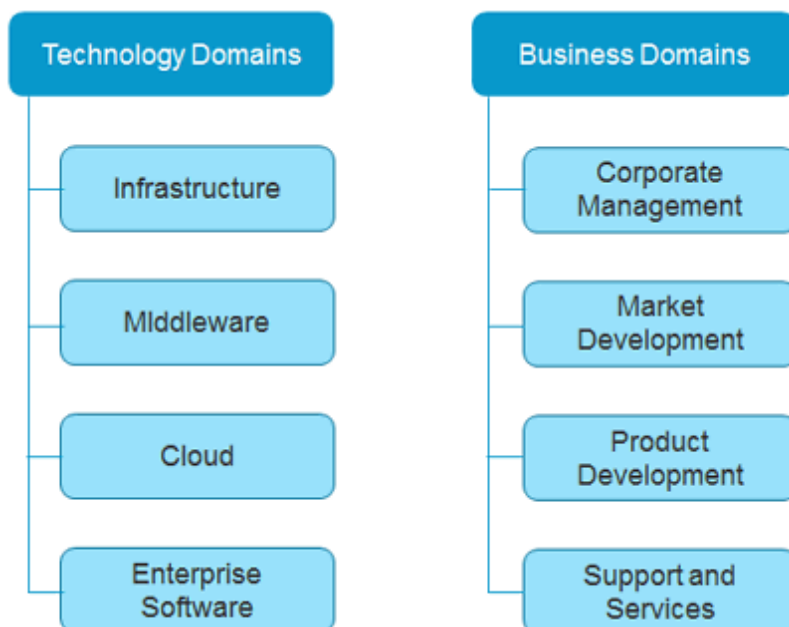 Technology Domains
Infrastructure
MIddleware
Cloud
Enterprise
Software
Business Domains
Corporate
Management
Market
Development
Product
Development
Support and
Services